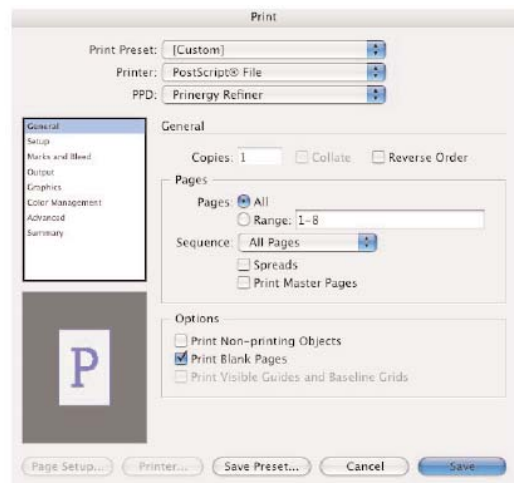 Print
Print Preset: [Custom]
Printer: PostScript® File
PPD: Prinergy Refiner
General
Setup
Marks and Bleed
Output
Graphics
Color Management
Advanced
Summary
General
Copies: 1 Collate Reverse Order
Pages
Pages: All
Range: 1-8
Sequence: All Pages
Spreads
Print Master Pages
Options
Print Non-printing Objects
Print Blank Pages
Print Visible Guides and Baseline Grids
P
Page Setup... Printer... Save Preset... Cancel Save